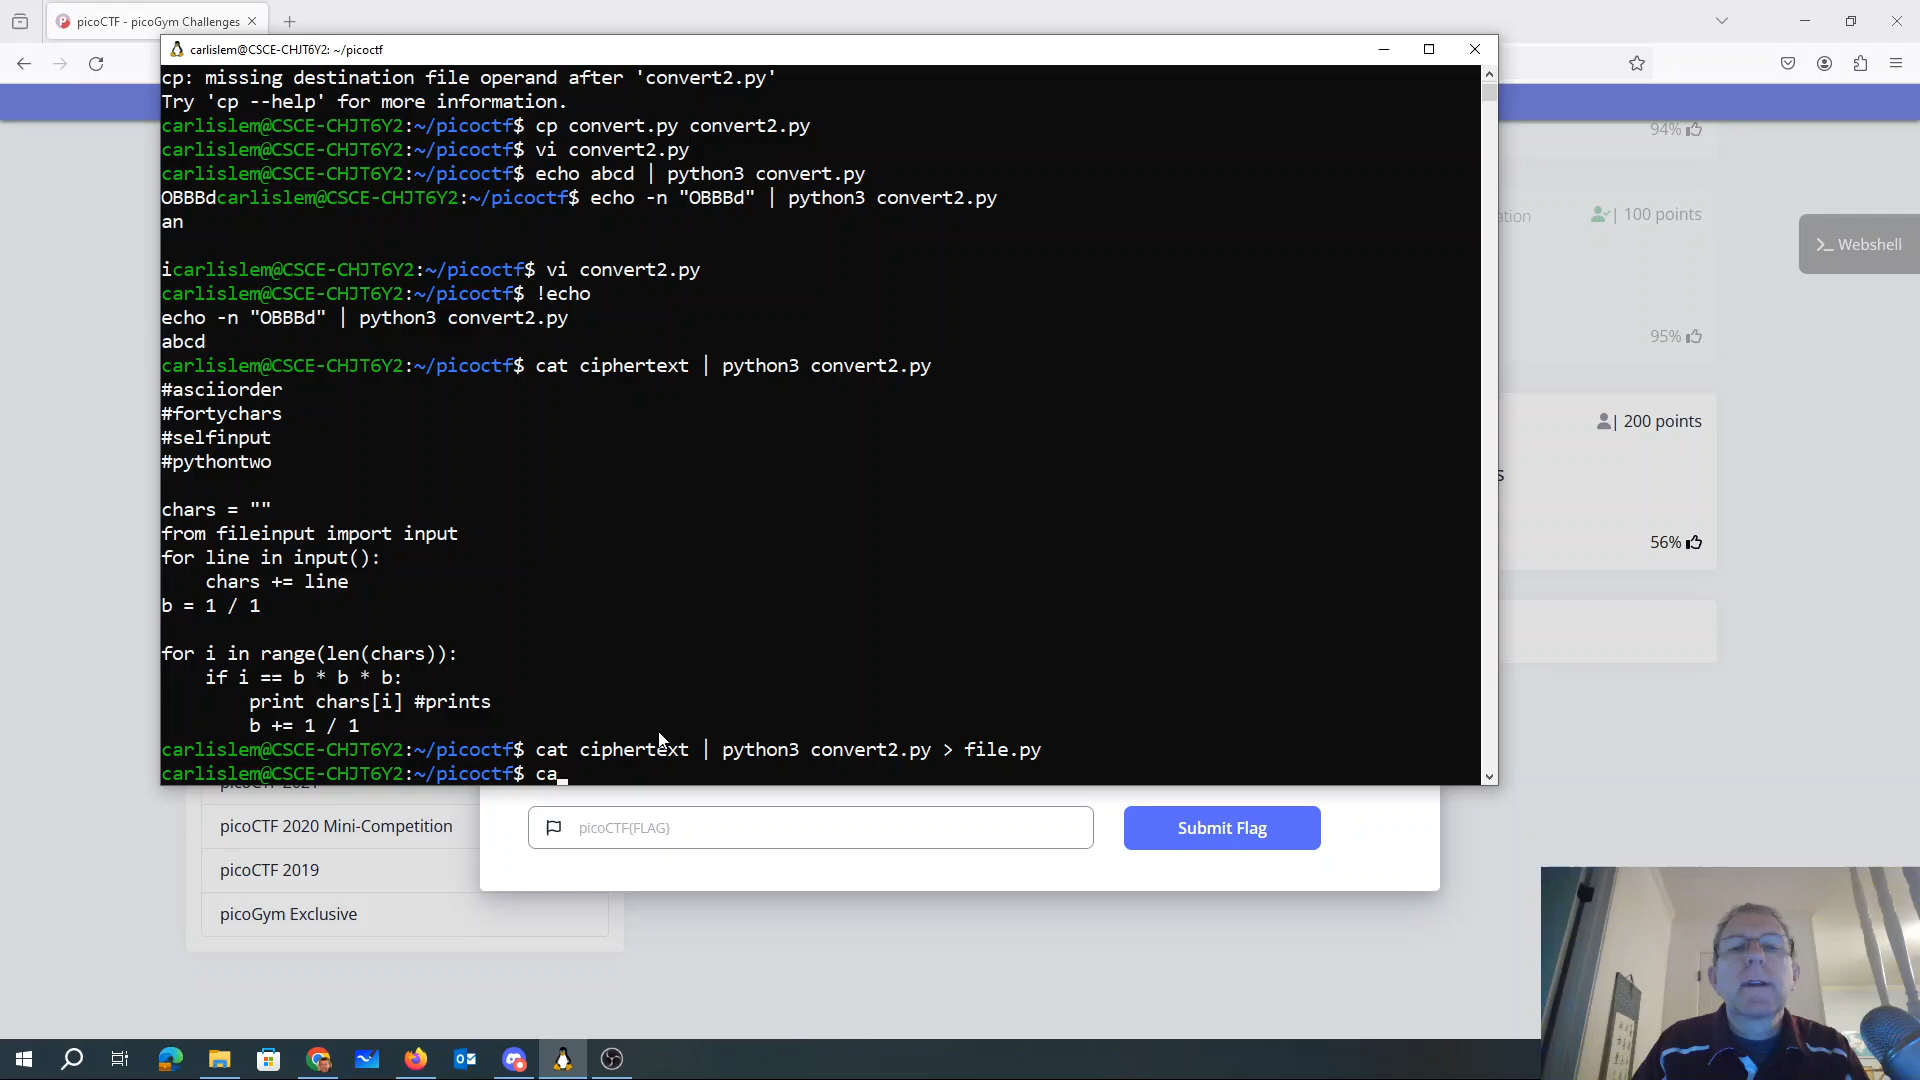 picoCTF - picoGym Challenges
carlislem@CSCE-CHJT6Y2: ~/picoctf
cp: missing destination file operand after 'convert2.py'
Try 'cp --help' for more information.
carlislem@CSCE-CHJT6Y2:~/picoctf$ cp convert.py convert2.py
carlislem@CSCE-CHJT6Y2:~/picoctf$ vi convert2.py
carlislem@CSCE-CHJT6Y2:~/picoctf$ echo abcd | python3 convert.py
OBBBdcarlislem@CSCE-CHJT6Y2:~/picoctf$ echo -n "OBBBd" | python3 convert2.py
an
icarlislem@CSCE-CHJT6Y2:~/picoctf$ vi convert2.py
carlislem@CSCE-CHJT6Y2:~/picoctf$ !echo
echo -n "OBBBd" | python3 convert2.py
abcd
carlislem@CSCE-CHJT6Y2:~/picoctf$ cat ciphertext | python3 convert2.py
#asciiorder
#fortychars
#selfinput
#pythontwo
chars = ""
from fileinput import input
for line in input():
    chars += line
b = 1 / 1
for i in range(len(chars)):
    if i == b * b * b:
        print chars[i] #prints
        b += 1 / 1
carlislem@CSCE-CHJT6Y2:~/picoctf$ cat ciphertext | python3 convert2.py > file.py
carlislem@CSCE-CHJT6Y2:~/picoctf$ ca
94%
| 100 points
Webshell
95%
| 200 points
56%
picoCTF 2020 Mini-Competition
picoCTF 2019
picoGym Exclusive
picoCTF{FLAG}
Submit Flag